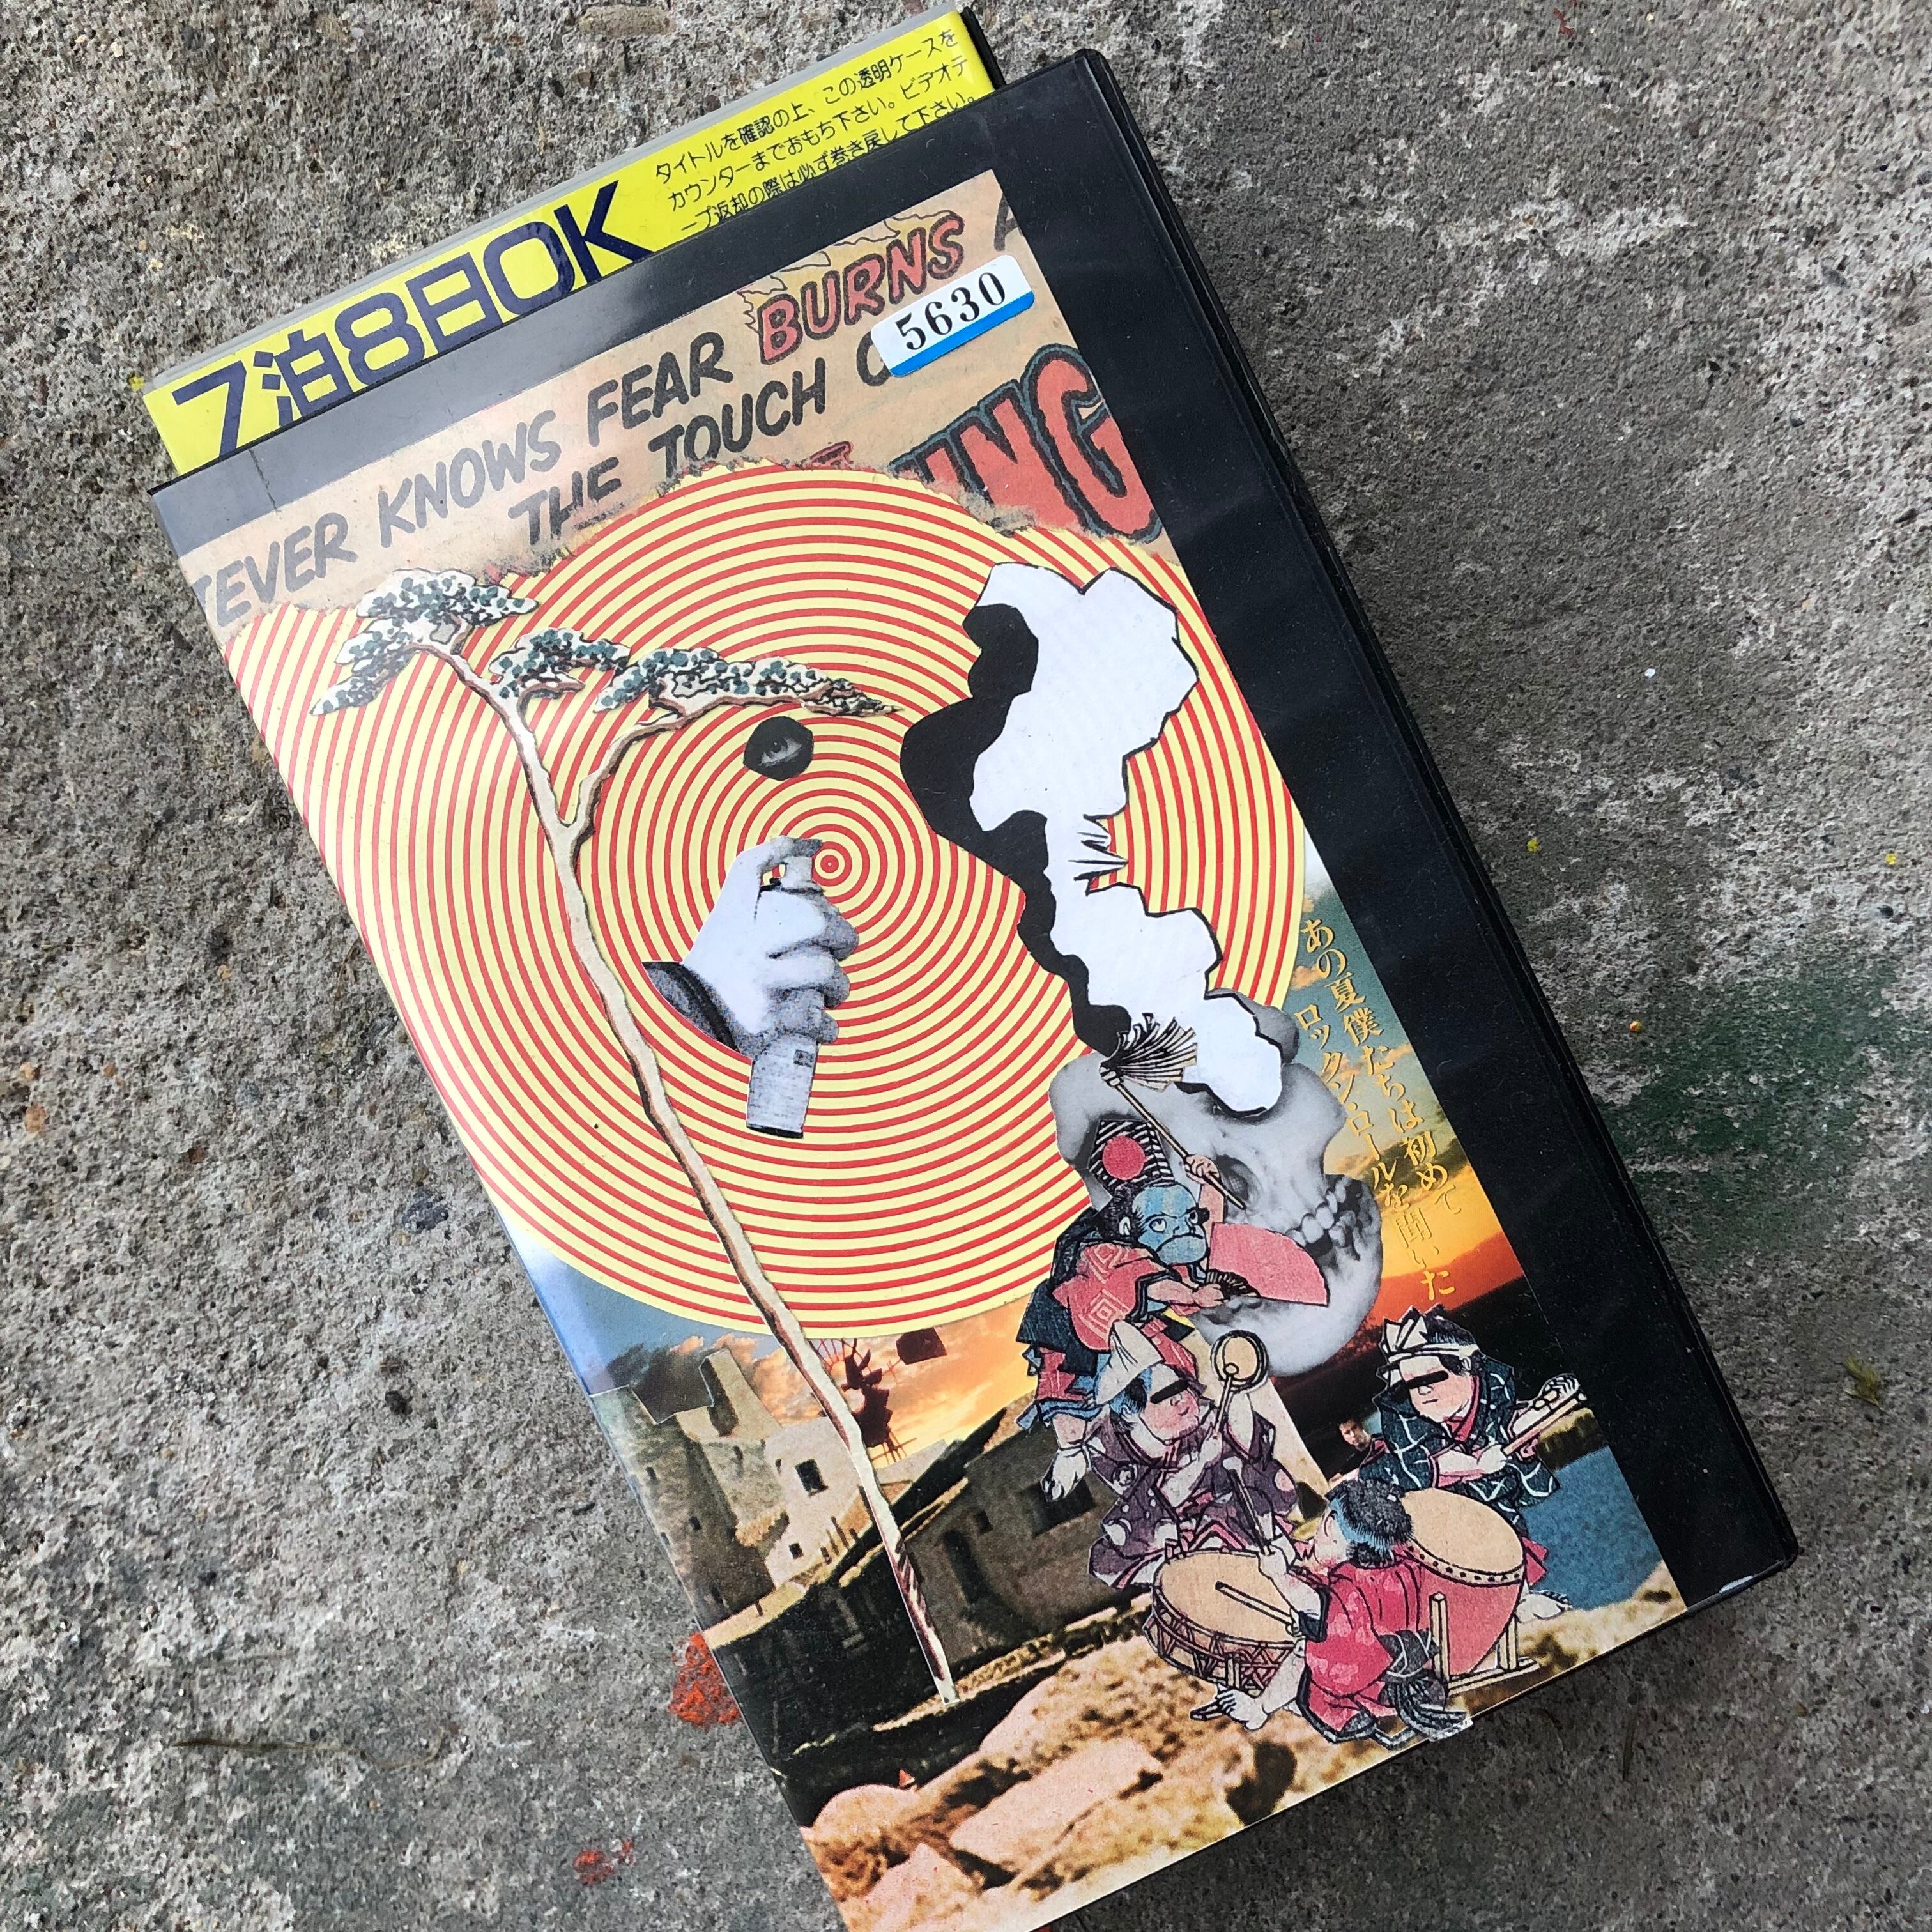 タイトルを確認の上、この透明ケースを
カウンターまでおもち下さい。ビデオテ
ープ返却の際は必ず巻き戻して下さい。
7泊8日OK
EVER KNOWS FEAR BURNS A
THE TOUCH O
5630
あの夏僕たちは初めて
ロックン・ロールを聞いた